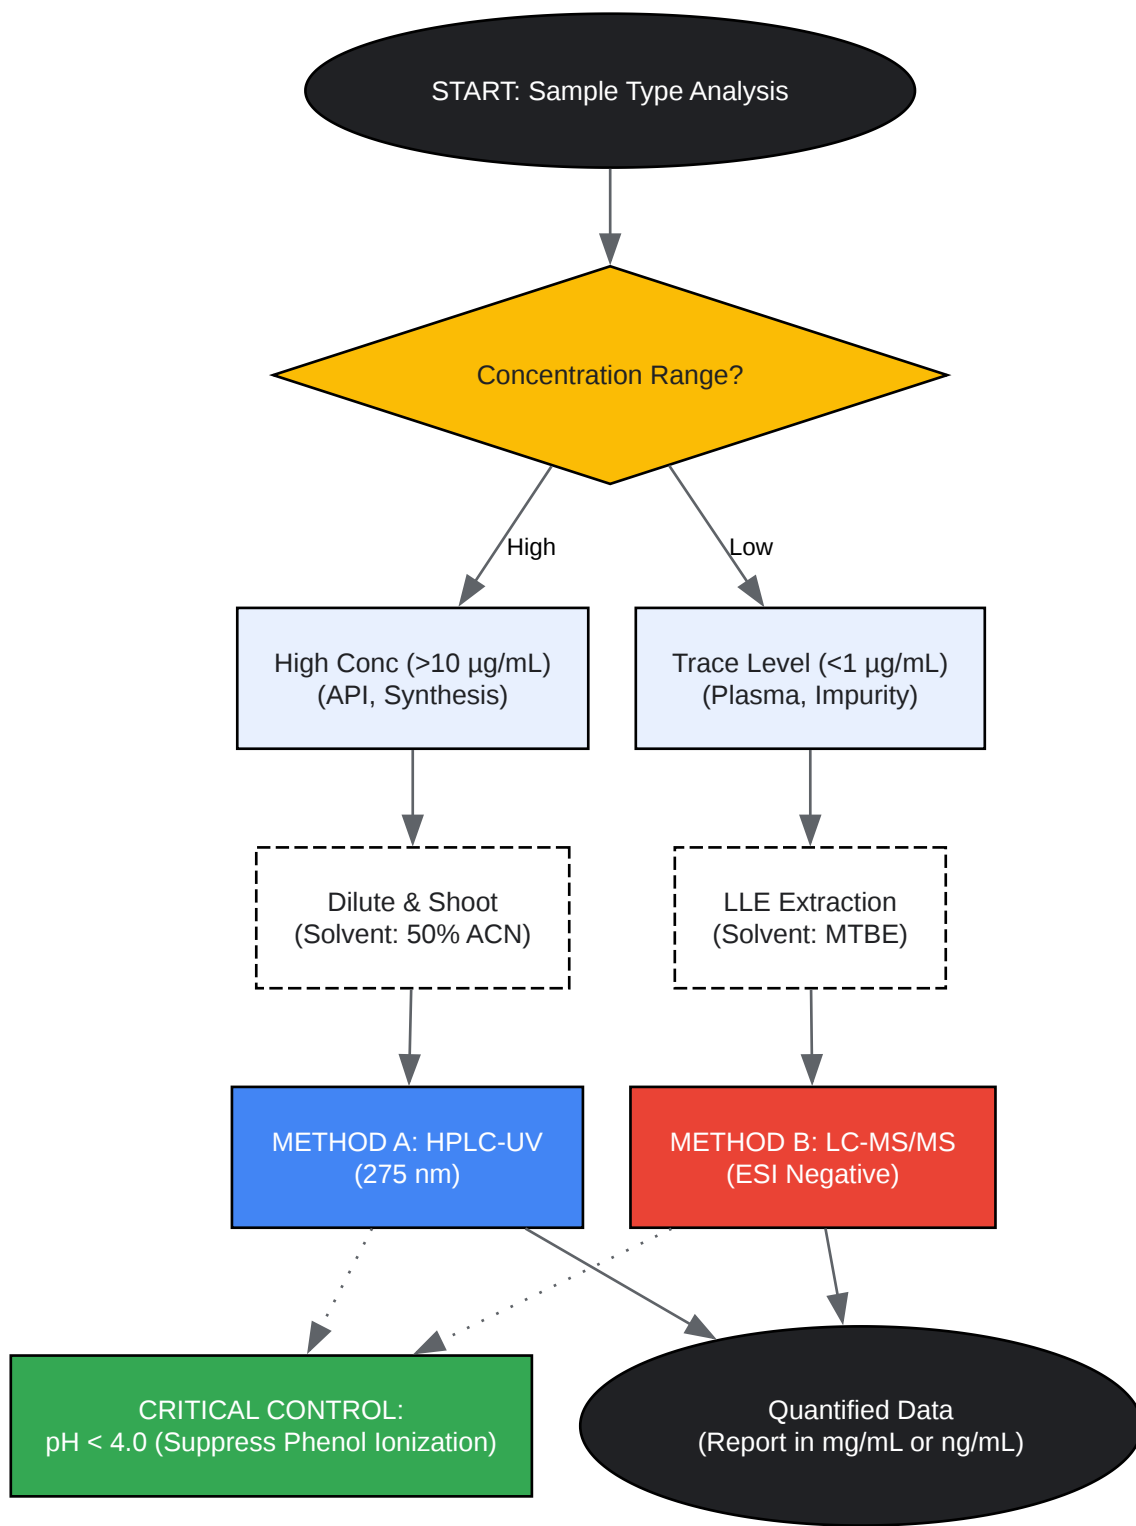 START: Sample Type Analysis
Concentration Range?
High
Low
High Conc (>10 µg/mL)
(API, Synthesis)
Trace Level (<1 µg/mL)
(Plasma, Impurity)
Dilute & Shoot
(Solvent: 50% ACN)
LLE Extraction
(Solvent: MTBE)
METHOD A: HPLC-UV
(275 nm)
METHOD B: LC-MS/MS
(ESI Negative)
CRITICAL CONTROL:
pH < 4.0 (Suppress Phenol Ionization)
Quantified Data
(Report in mg/mL or ng/mL)